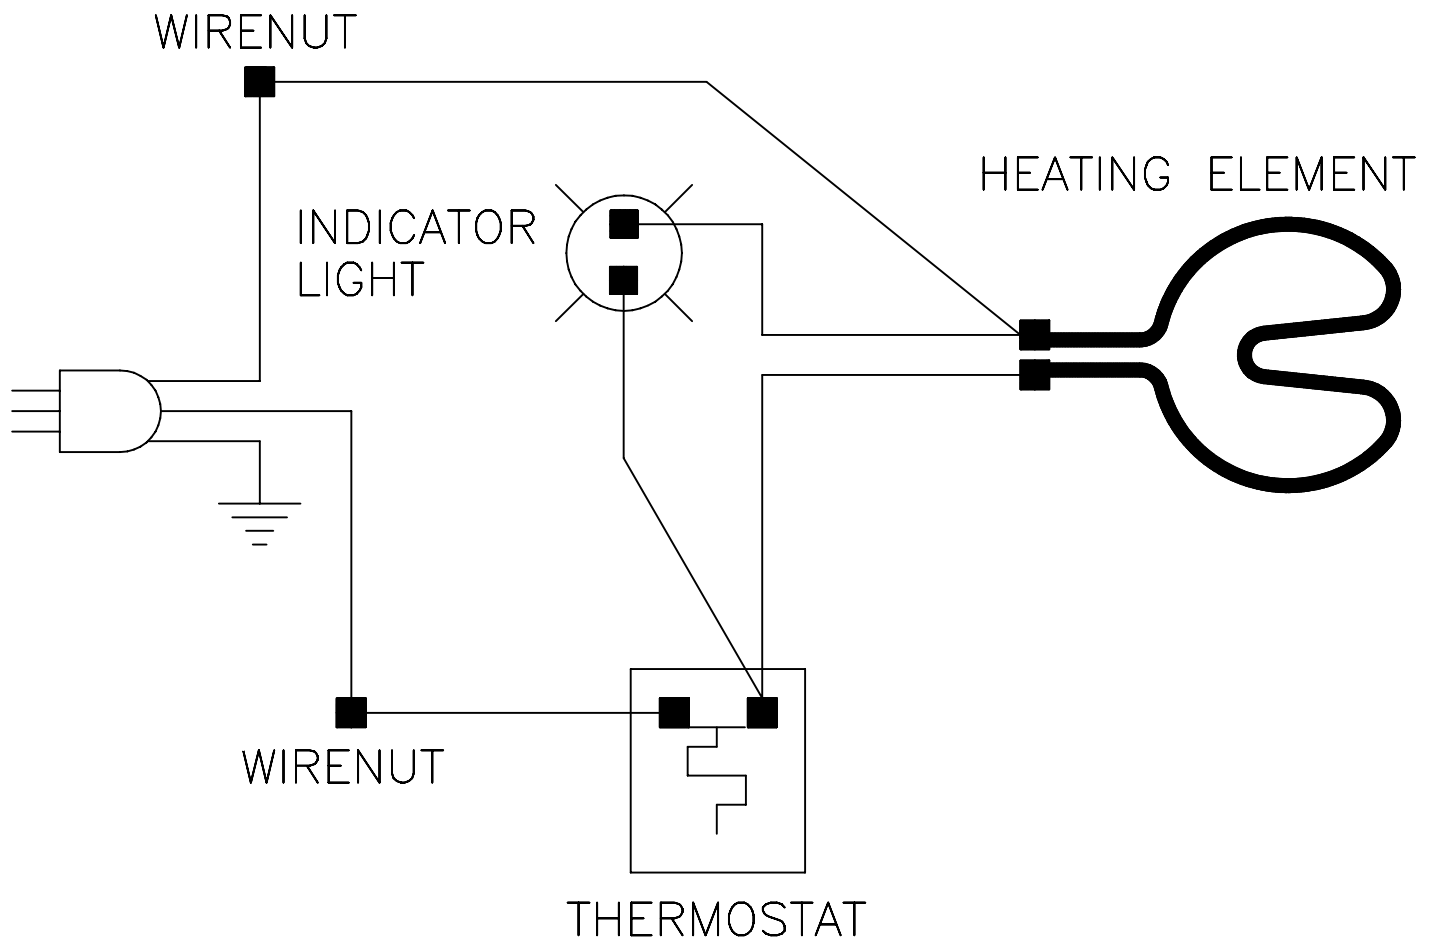 WIRENUT
HEATING ELEMENT
INDICATOR
LIGHT
WIRENUT
THERMOSTAT